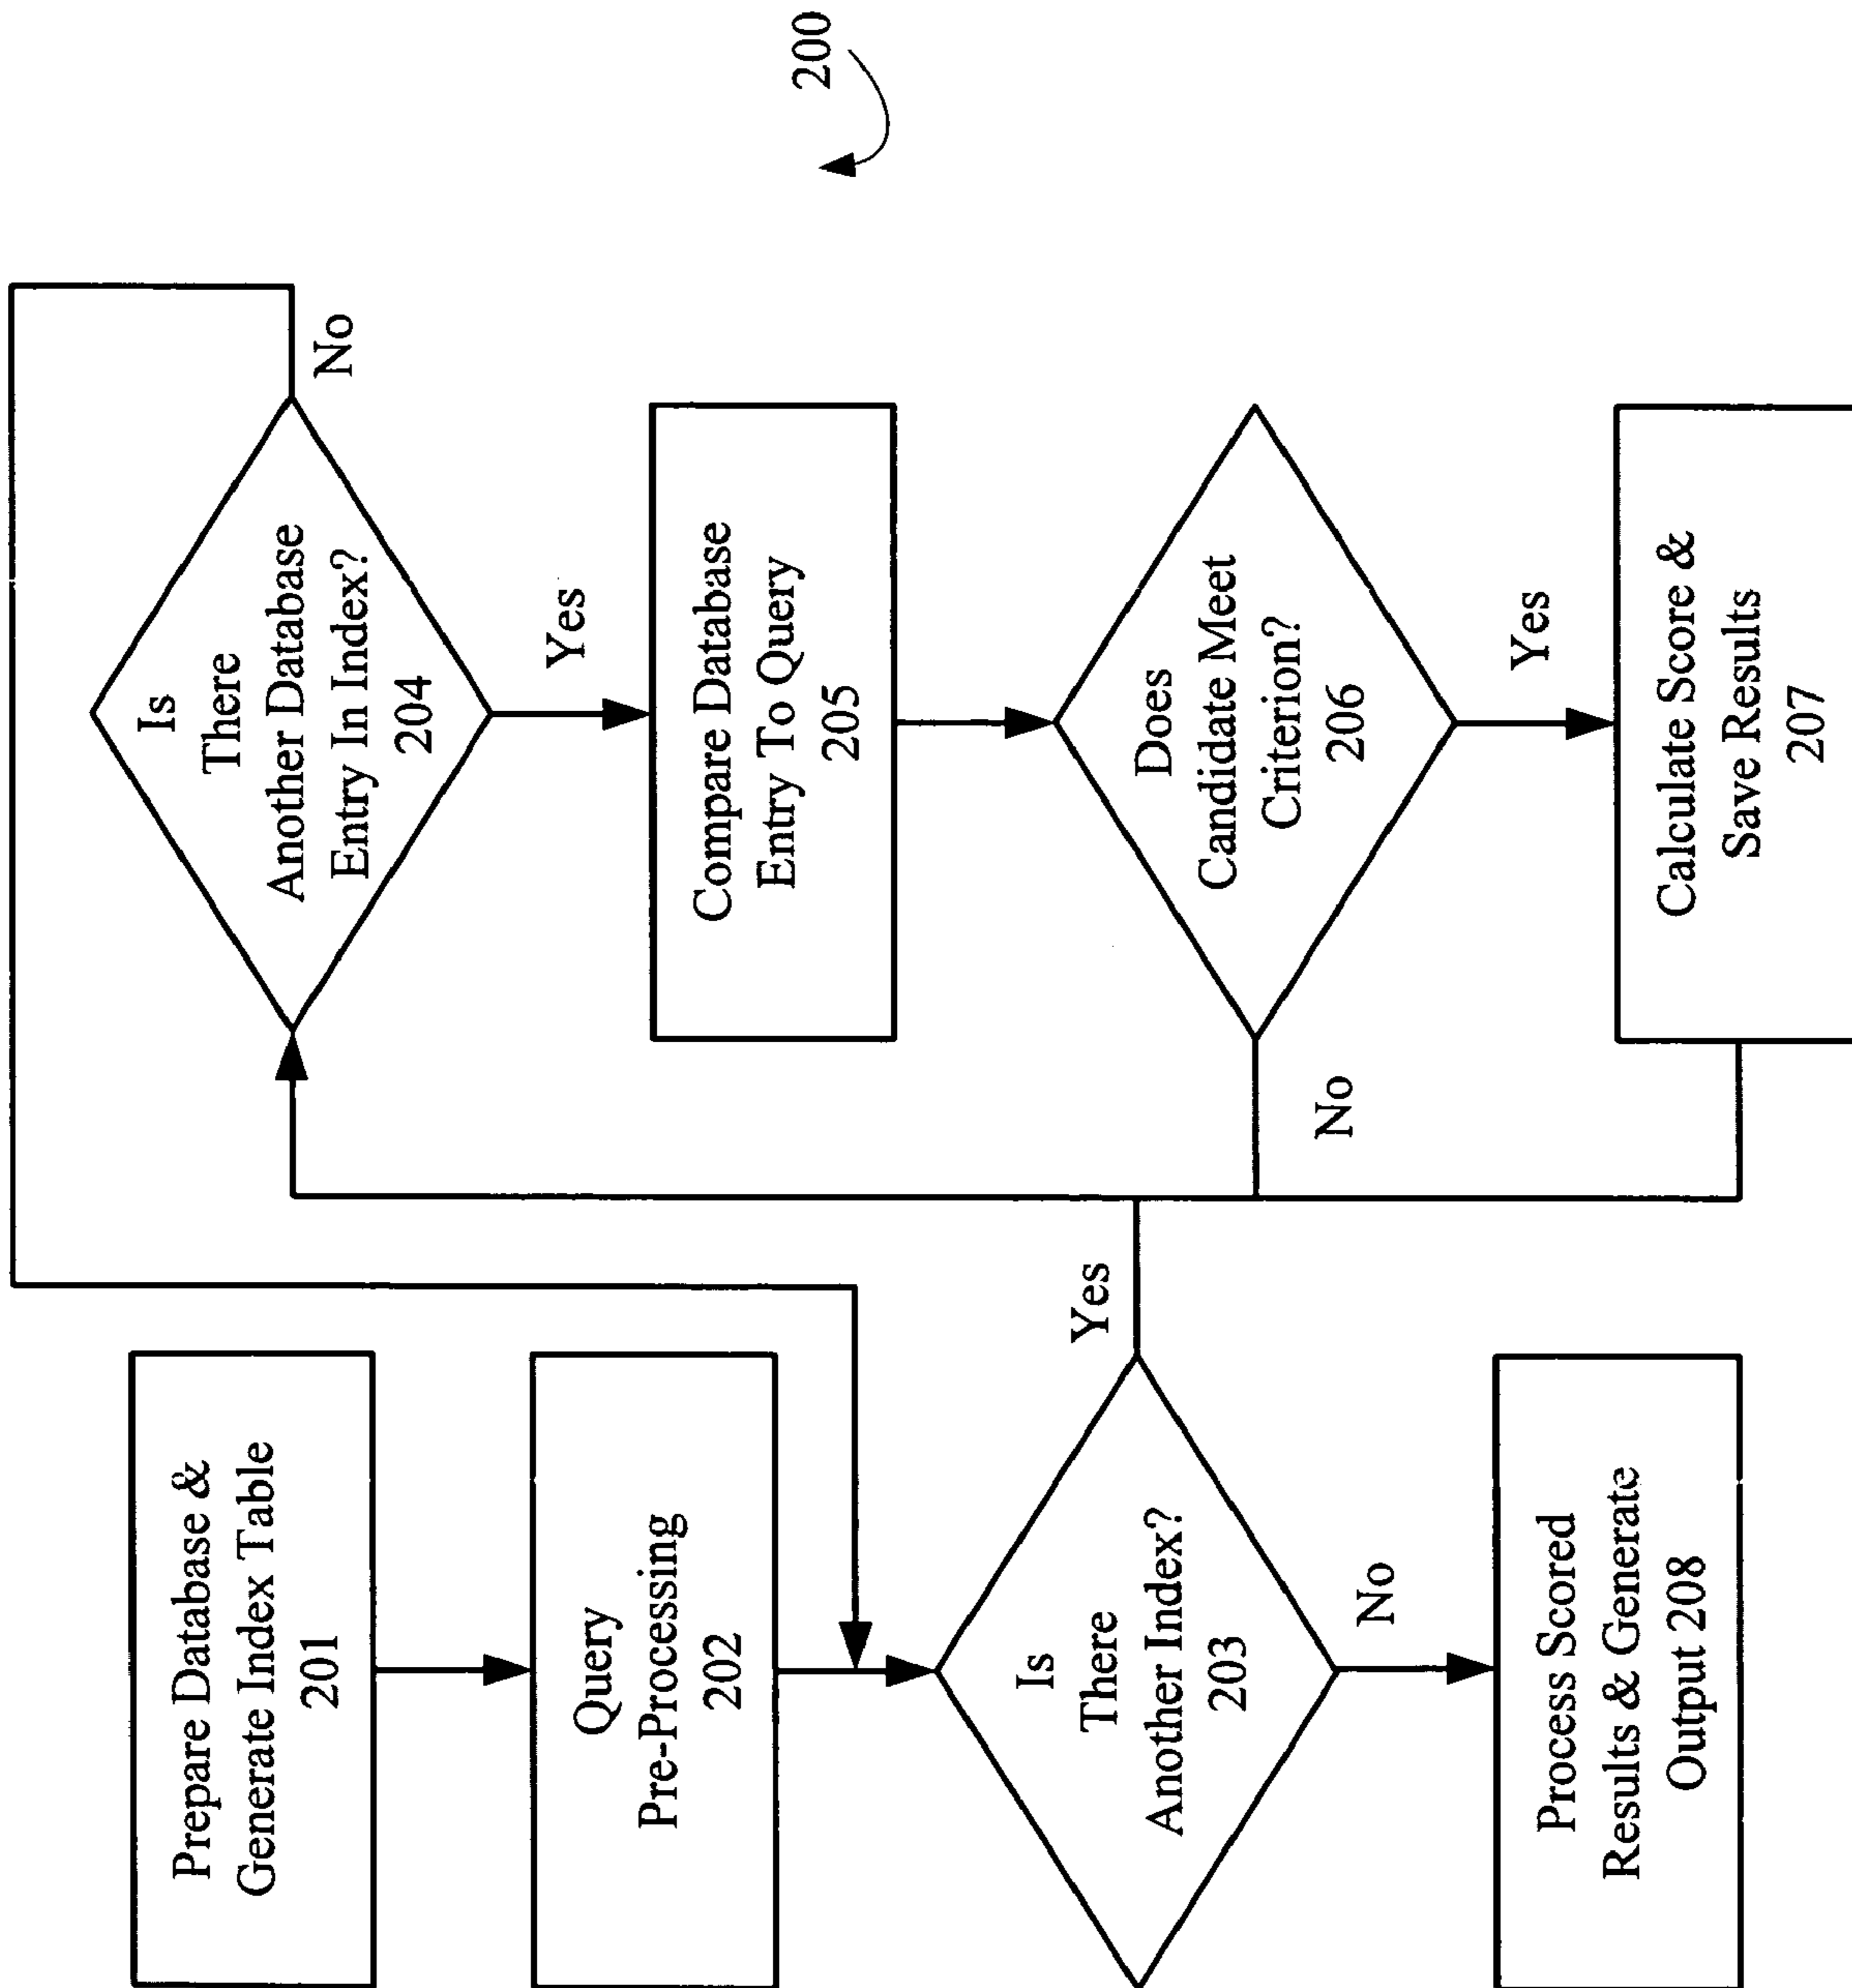 Prepare Database &
Generate Index Table
201
Query
Pre-Processing
202
Is
There
Another Index?
203
Yes
No
Process Scored
Results & Generate
Output 208
Is
There
Another Database
Entry In Index?
204
No
Yes
Compare Database
Entry To Query
205
Does
Candidate Meet
Criterion?
206
No
Yes
Calculate Score &
Save Results
207
200